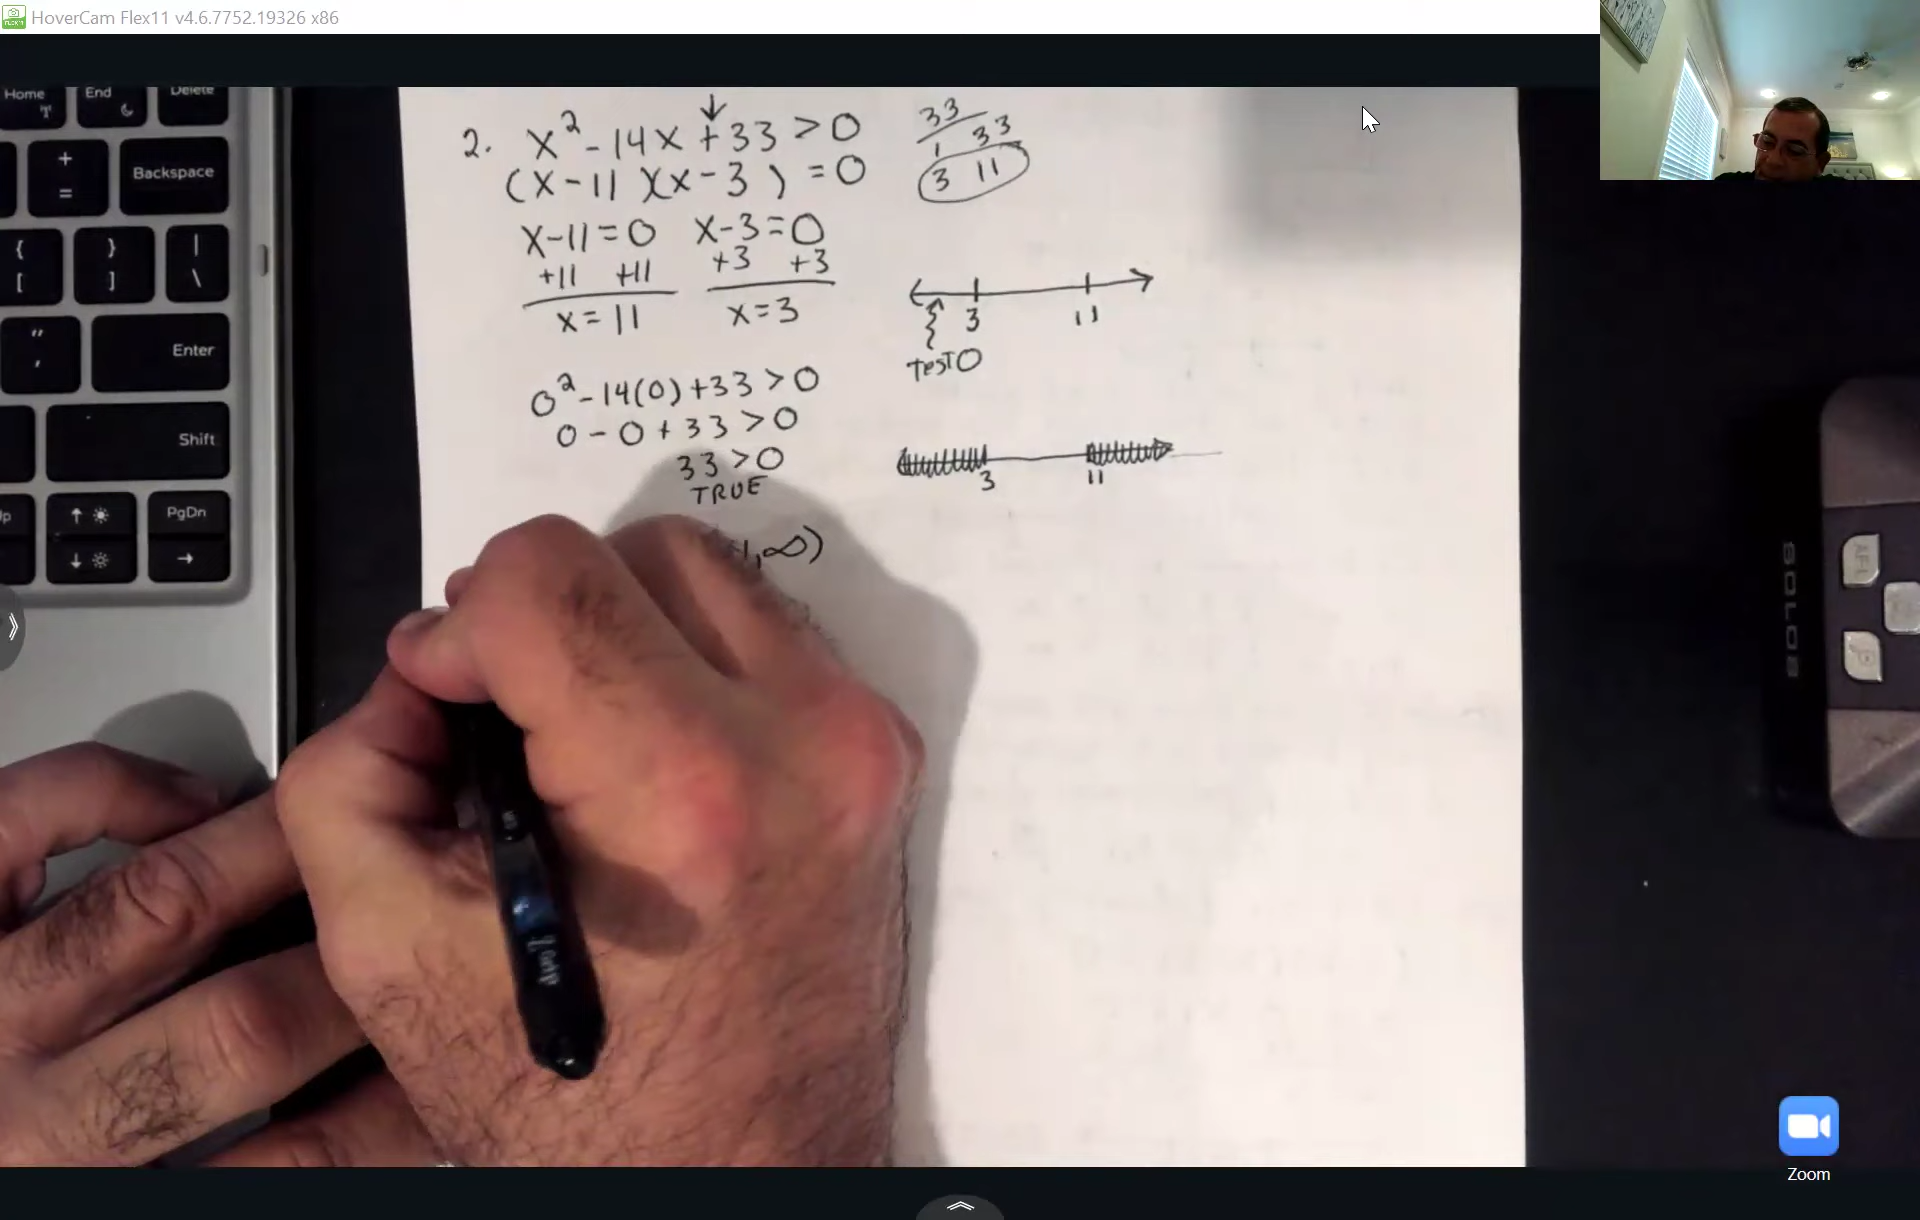 HoverCam Flex11 v4.6.7752.19326 x86
Home End Delete
+ = Backspace
{ [ } ] | \
" ' Enter
Shift
PgDn
2. x² - 14x + 33 > 0
(x - 11)(x - 3) = 0
x - 11 = 0 x - 3 = 0
+11 +11 +3 +3
x = 11 x = 3
0² - 14(0) + 33 > 0
0 - 0 + 33 > 0
33 > 0
TRUE
, ∞)
33
1 33
3 11
3 11
TEST 0
3 11
Zoom